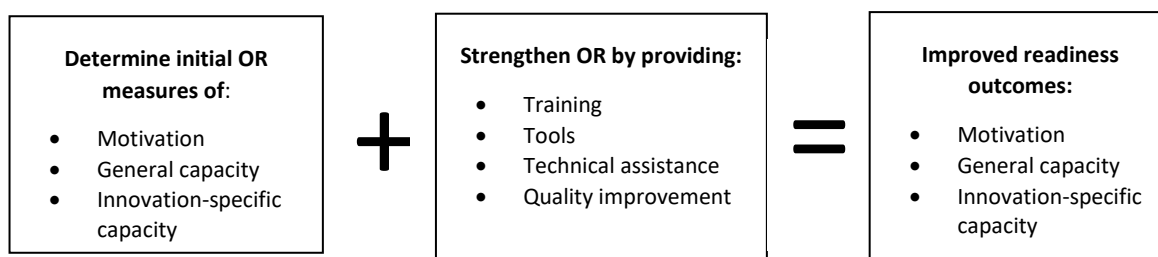 Determine initial OR
measures of:
• Motivation
• General capacity
• Innovation-specific
capacity
+
Strengthen OR by providing:
• Training
• Tools
• Technical assistance
• Quality improvement
=
Improved readiness
outcomes:
• Motivation
• General capacity
• Innovation-specific
capacity